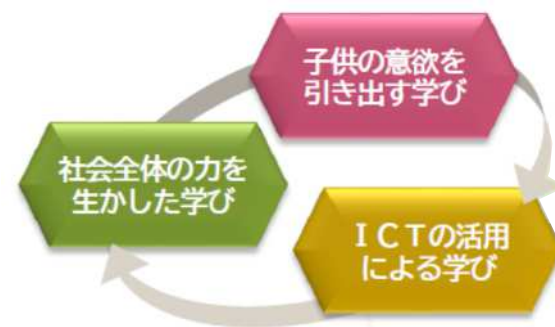 子供の意欲を
引き出す学び
社会全体の力を
生かした学び
ＩＣＴの活用
による学び